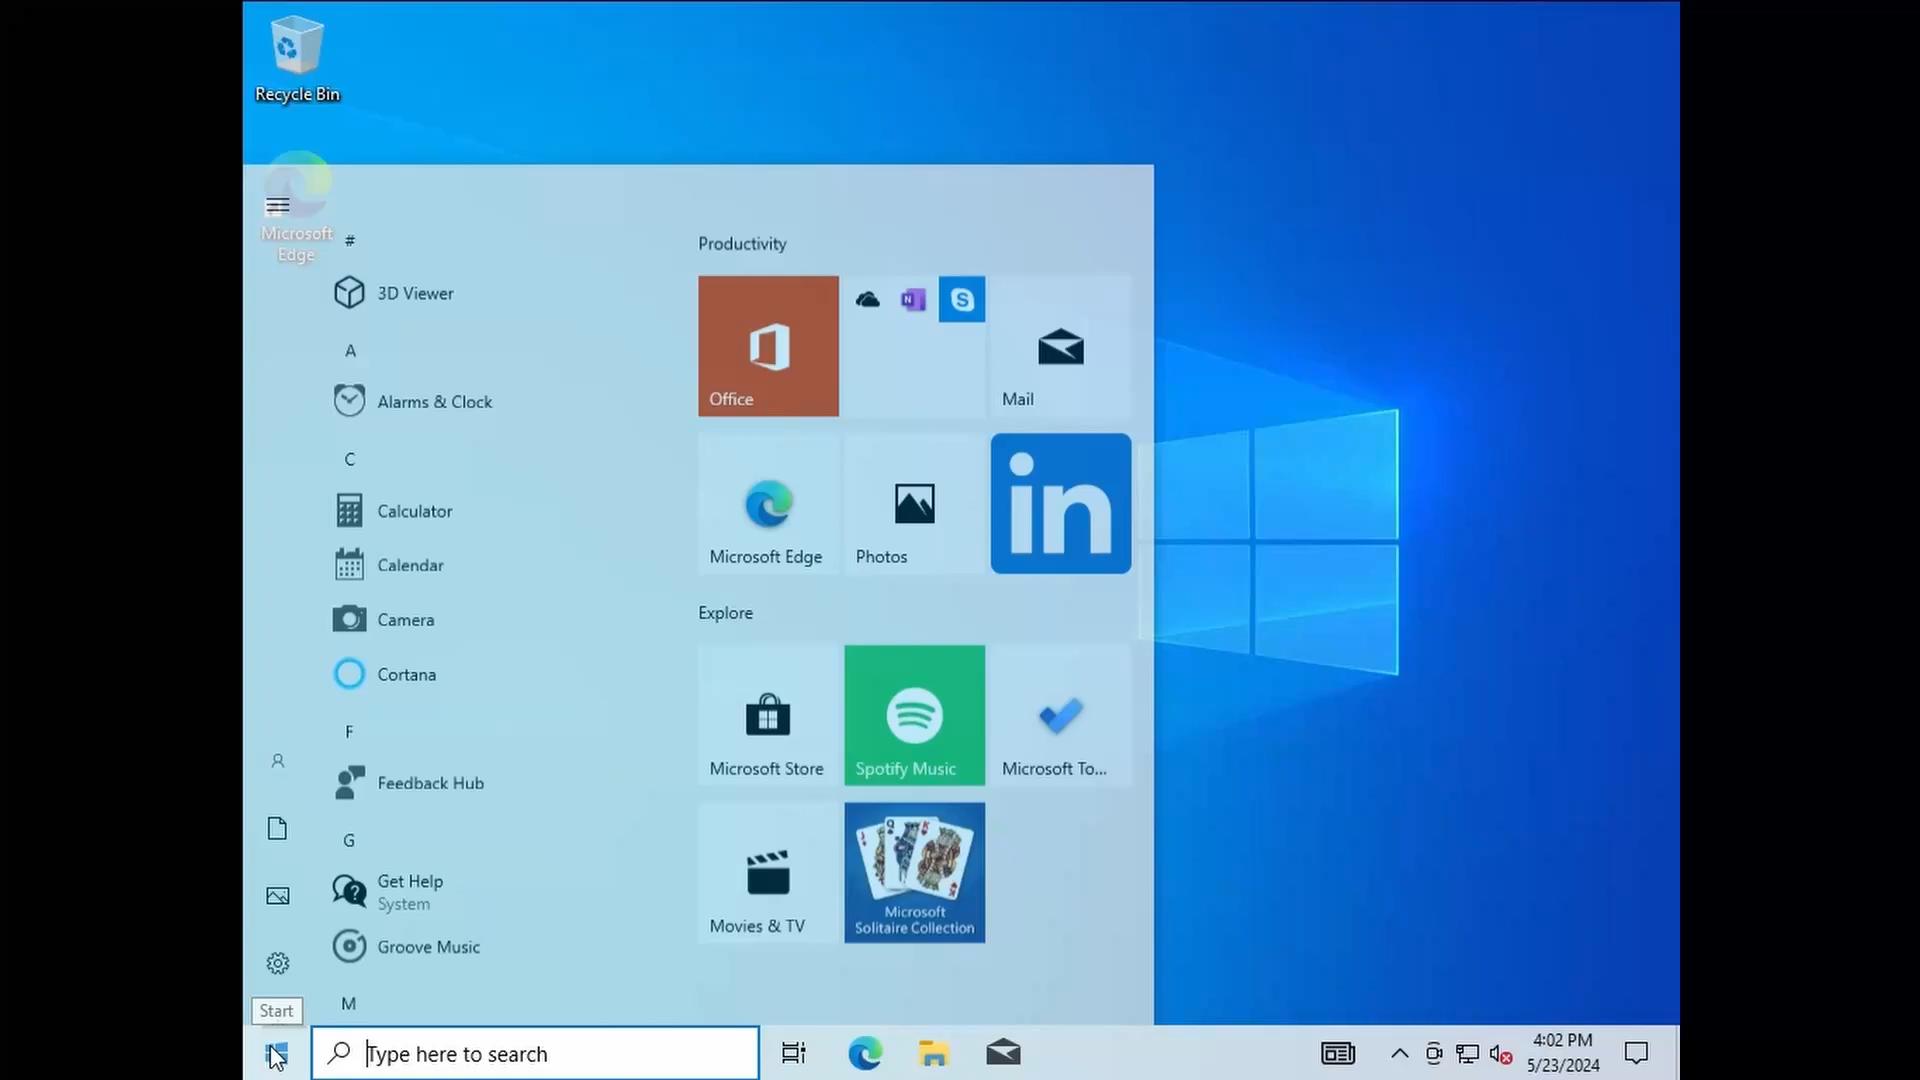 Recycle Bin
Microsoft
Edge
#
3D Viewer
A
Alarms & Clock
C
Calculator
Calendar
Camera
Cortana
F
Feedback Hub
G
Get Help
System
Groove Music
M
Productivity
Office
N
S
Mail
Microsoft Edge
Photos
in
Explore
Microsoft Store
Spotify Music
Microsoft To...
Movies & TV
J Q K K
Microsoft
Solitaire Collection
Start
Type here to search
4:02 PM
5/23/2024